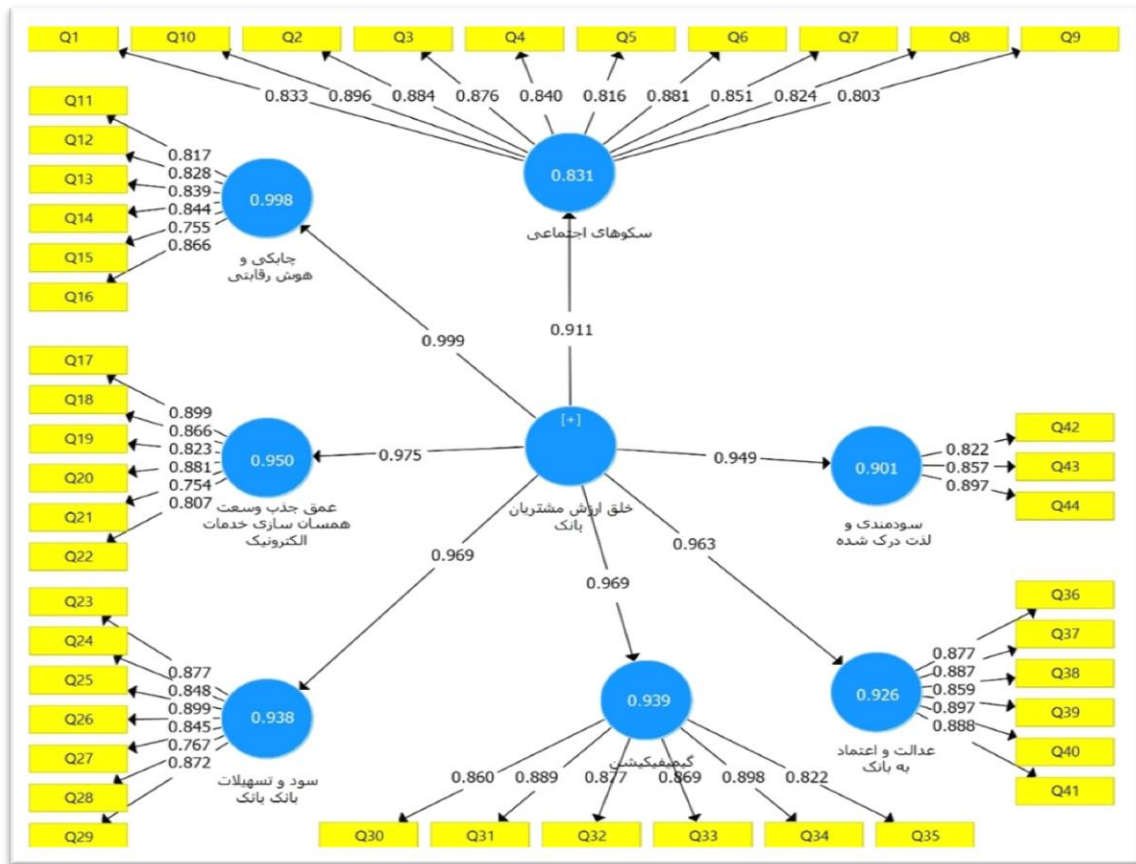 Q1 Q10 Q2 Q3 Q4 Q5 Q6 Q7 Q8 Q9
0.833 0.896 0.884 0.876 0.840 0.816 0.881 0.851 0.824 0.803
0.831
سکوهای اجتماعی
Q11
Q12
Q13
Q14
Q15
Q16
0.817
0.828
0.839
0.844
0.755
0.866
0.998
چابکی و
هوش رقابتی
0.999
0.911
Q17
Q18
Q19
Q20
Q21
Q22
0.899
0.866
0.823
0.881
0.754
0.807
0.950
عمق جذب وسعت
همسان سازی خدمات
الکترونیک
0.975
[+]
خلق ارزش مشتریان
بانک
0.949
0.901
سودمندی و
لذت درک شده
0.822
0.857
0.897
Q42
Q43
Q44
0.969
0.969
0.963
Q23
Q24
Q25
Q26
Q27
Q28
Q29
0.877
0.848
0.899
0.845
0.767
0.872
0.938
سود و تسهیلات
بانک بانک
0.939
گیمیفیکیشن
0.860 0.889 0.877 0.869 0.898 0.822
Q30 Q31 Q32 Q33 Q34 Q35
0.926
عدالت و اعتماد
به بانک
0.877
0.887
0.859
0.897
0.888
Q36
Q37
Q38
Q39
Q40
Q41